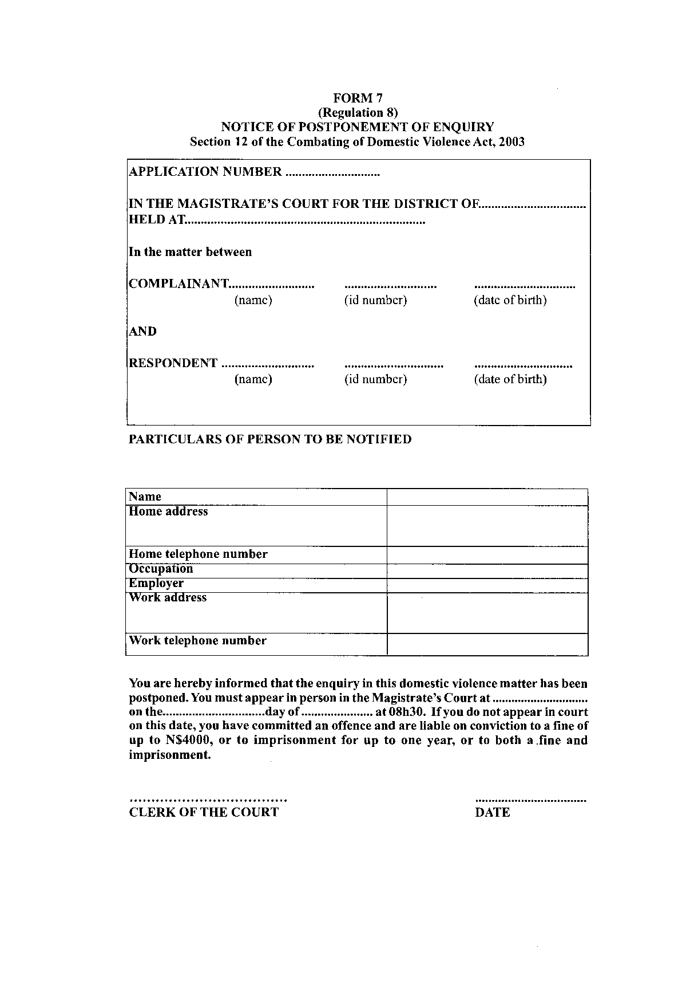 FORM 7
(Regulation 8)
NOTICE OF POSTPONEMENT OF ENQUIRY
Section 12 of the Combating of Domestic Violence Act, 2003
APPLICATION NUMBER .............................
IN THE MAGISTRATE'S COURT FOR THE DISTRICT OF.................................
HELD AT..........................................................................
In the matter between
COMPLAINANT.......................... ............................ ...............................
(name) (id number) (date of birth)
AND
RESPONDENT ............................ .............................. ..............................
(name) (id number) (date of birth)
PARTICULARS OF PERSON TO BE NOTIFIED
Name
Home address
Home telephone number
Occupation
Employer
Work address
Work telephone number
You are hereby informed that the enquiry in this domestic violence matter has been
postponed. You must appear in person in the Magistrate's Court at ..............................
on the................................day of ...................... at 08h30. If you do not appear in court
on this date, you have committed an offence and are liable on conviction to a fine of
up to N$4000, or to imprisonment for up to one year, or to both a .fine and
imprisonment.
.................................... ..................................
CLERK OF THE COURT DATE